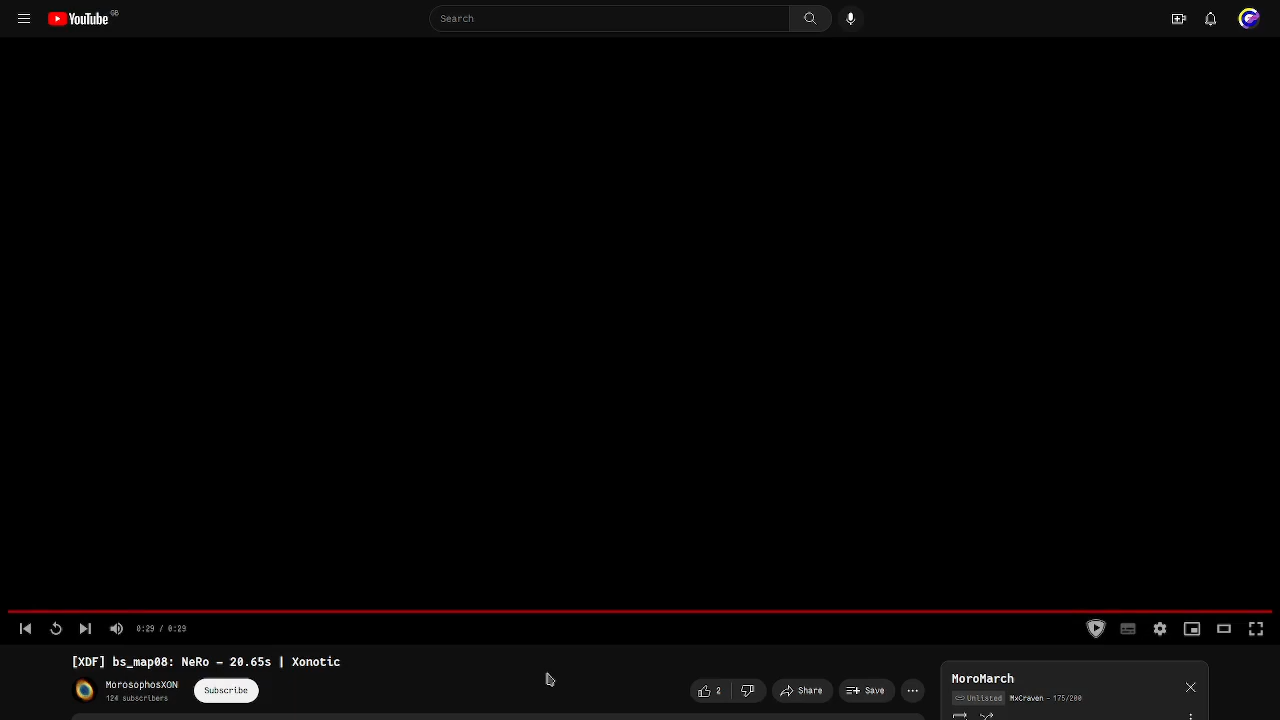 YouTube GB
Search
0:29 / 0:29
[XDF] bs_map08: NeRo – 20.65s | Xonotic
MorosophosXON
124 subscribers
Subscribe
2
Share
Save
MoroMarch
Unlisted MxCraven - 175/200